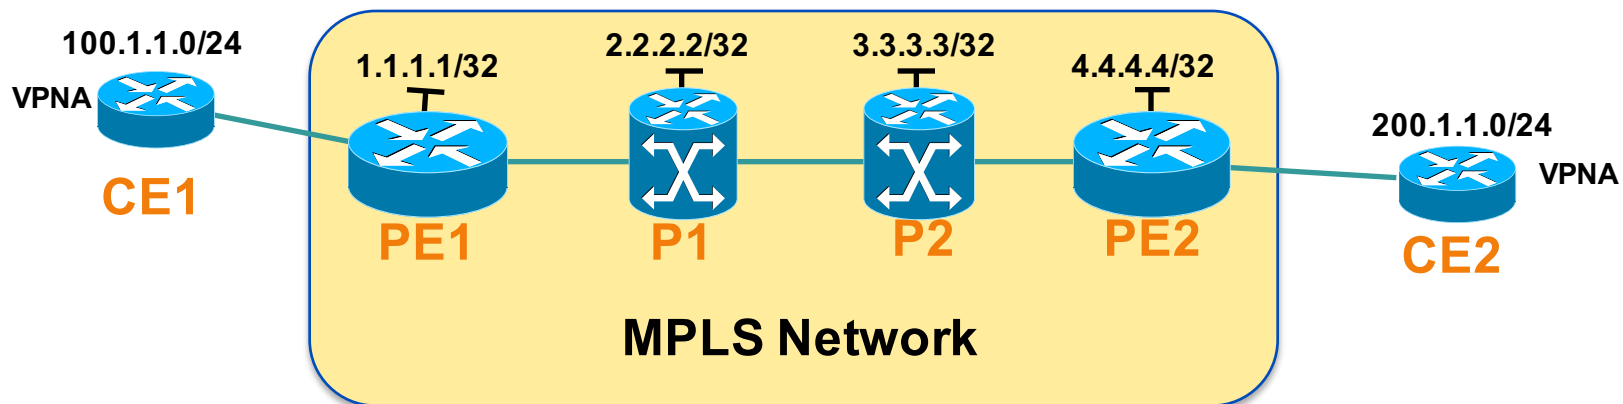 100.1.1.0/24
VPNA
CE1
1.1.1.1/32
PE1
2.2.2.2/32
P1
3.3.3.3/32
P2
4.4.4.4/32
PE2
200.1.1.0/24
VPNA
CE2
MPLS Network